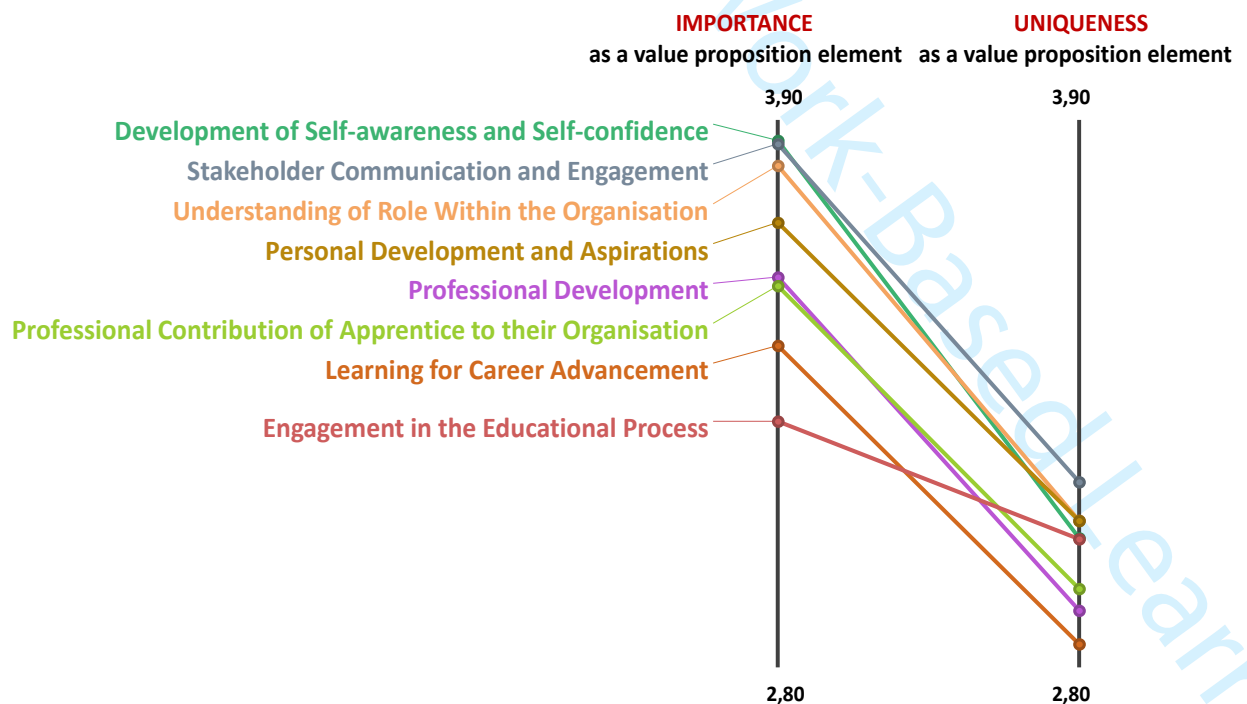 IMPORTANCE
as a value proposition element
UNIQUENESS
as a value proposition element
3,90
3,90
Development of Self-awareness and Self-confidence
Stakeholder Communication and Engagement
Understanding of Role Within the Organisation
Personal Development and Aspirations
Professional Development
Professional Contribution of Apprentice to their Organisation
Learning for Career Advancement
Engagement in the Educational Process
2,80
2,80
ork-Based Learn